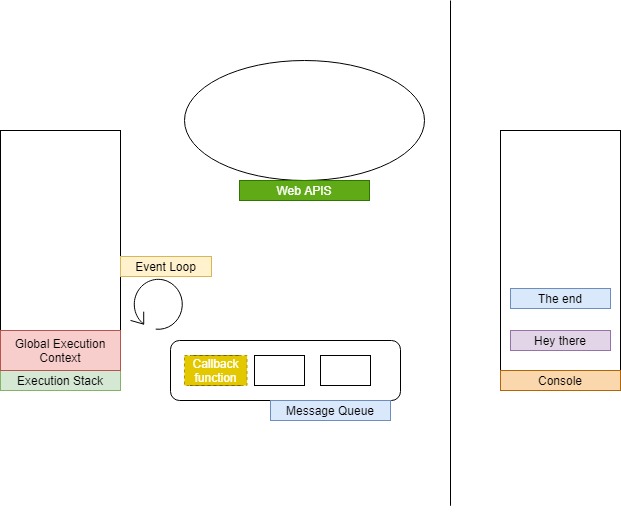 Web APIS
Event Loop
Global Execution
Context
Execution Stack
Callback
function
Message Queue
The end
Hey there
Console